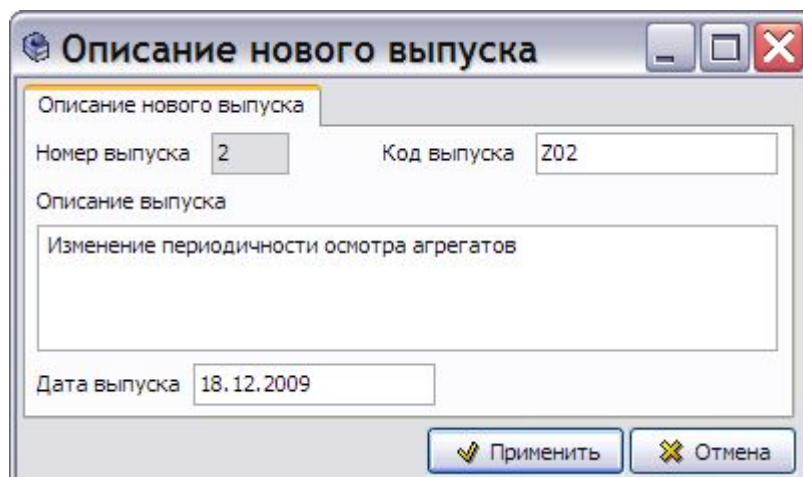 Описание нового выпуска
Описание нового выпуска
Номер выпуска 2 Код выпуска Z02
Описание выпуска
Изменение периодичности осмотра агрегатов
Дата выпуска 18.12.2009
Применить Отмена